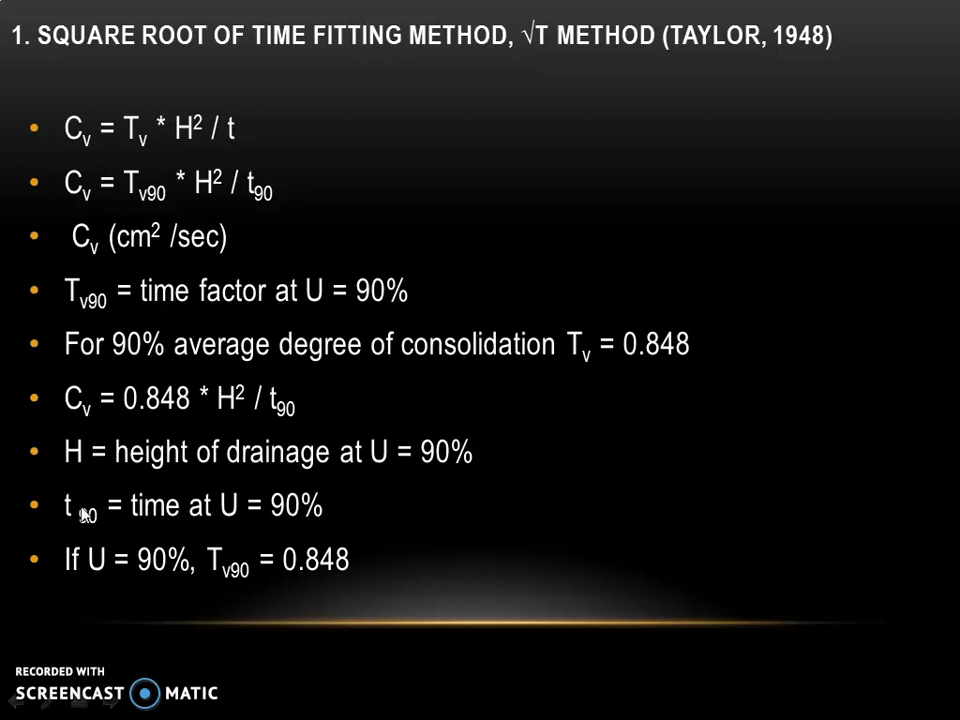 1. SQUARE ROOT OF TIME FITTING METHOD, √T METHOD (TAYLOR, 1948)
• Cv = Tv * H² / t
• Cv = Tv90 * H² / t90
• Cv (cm² /sec)
• Tv90 = time factor at U = 90%
• For 90% average degree of consolidation Tv = 0.848
• Cv = 0.848 * H² / t90
• H = height of drainage at U = 90%
• t 90 = time at U = 90%
• If U = 90%, Tv90 = 0.848
RECORDED WITH
SCREENCAST MATIC